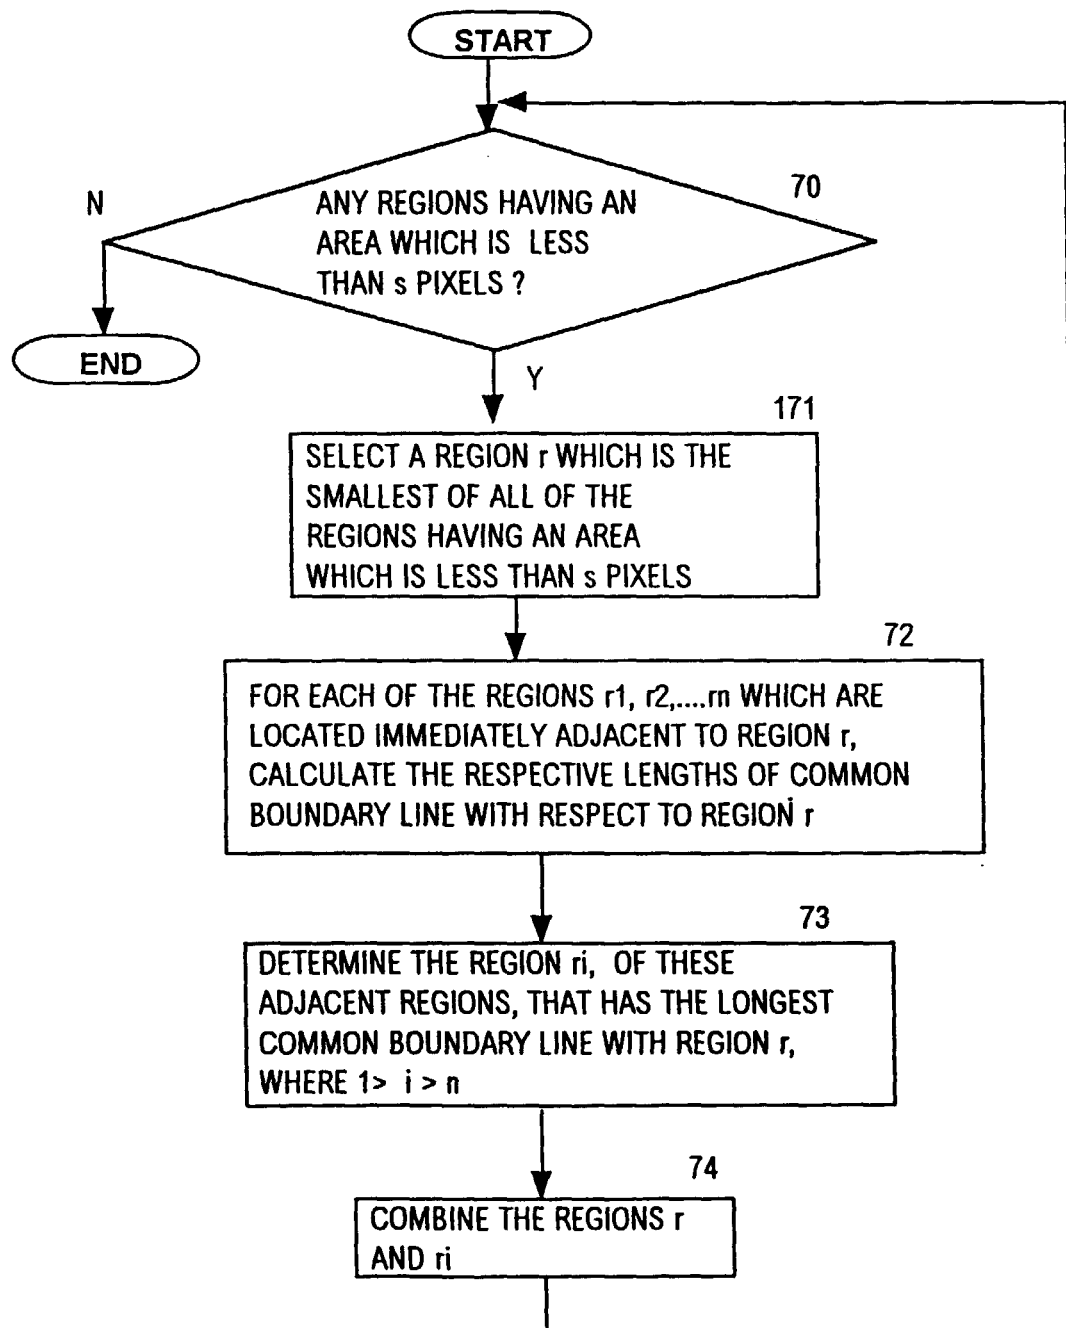 START
N
70
ANY REGIONS HAVING AN
AREA WHICH IS LESS
THAN s PIXELS ?
END
Y
171
SELECT A REGION r WHICH IS THE
SMALLEST OF ALL OF THE
REGIONS HAVING AN AREA
WHICH IS LESS THAN s PIXELS
72
FOR EACH OF THE REGIONS r1, r2,....rn WHICH ARE
LOCATED IMMEDIATELY ADJACENT TO REGION r,
CALCULATE THE RESPECTIVE LENGTHS OF COMMON
BOUNDARY LINE WITH RESPECT TO REGION r
73
DETERMINE THE REGION ri, OF THESE
ADJACENT REGIONS, THAT HAS THE LONGEST
COMMON BOUNDARY LINE WITH REGION r,
WHERE 1> i > n
74
COMBINE THE REGIONS r
AND ri